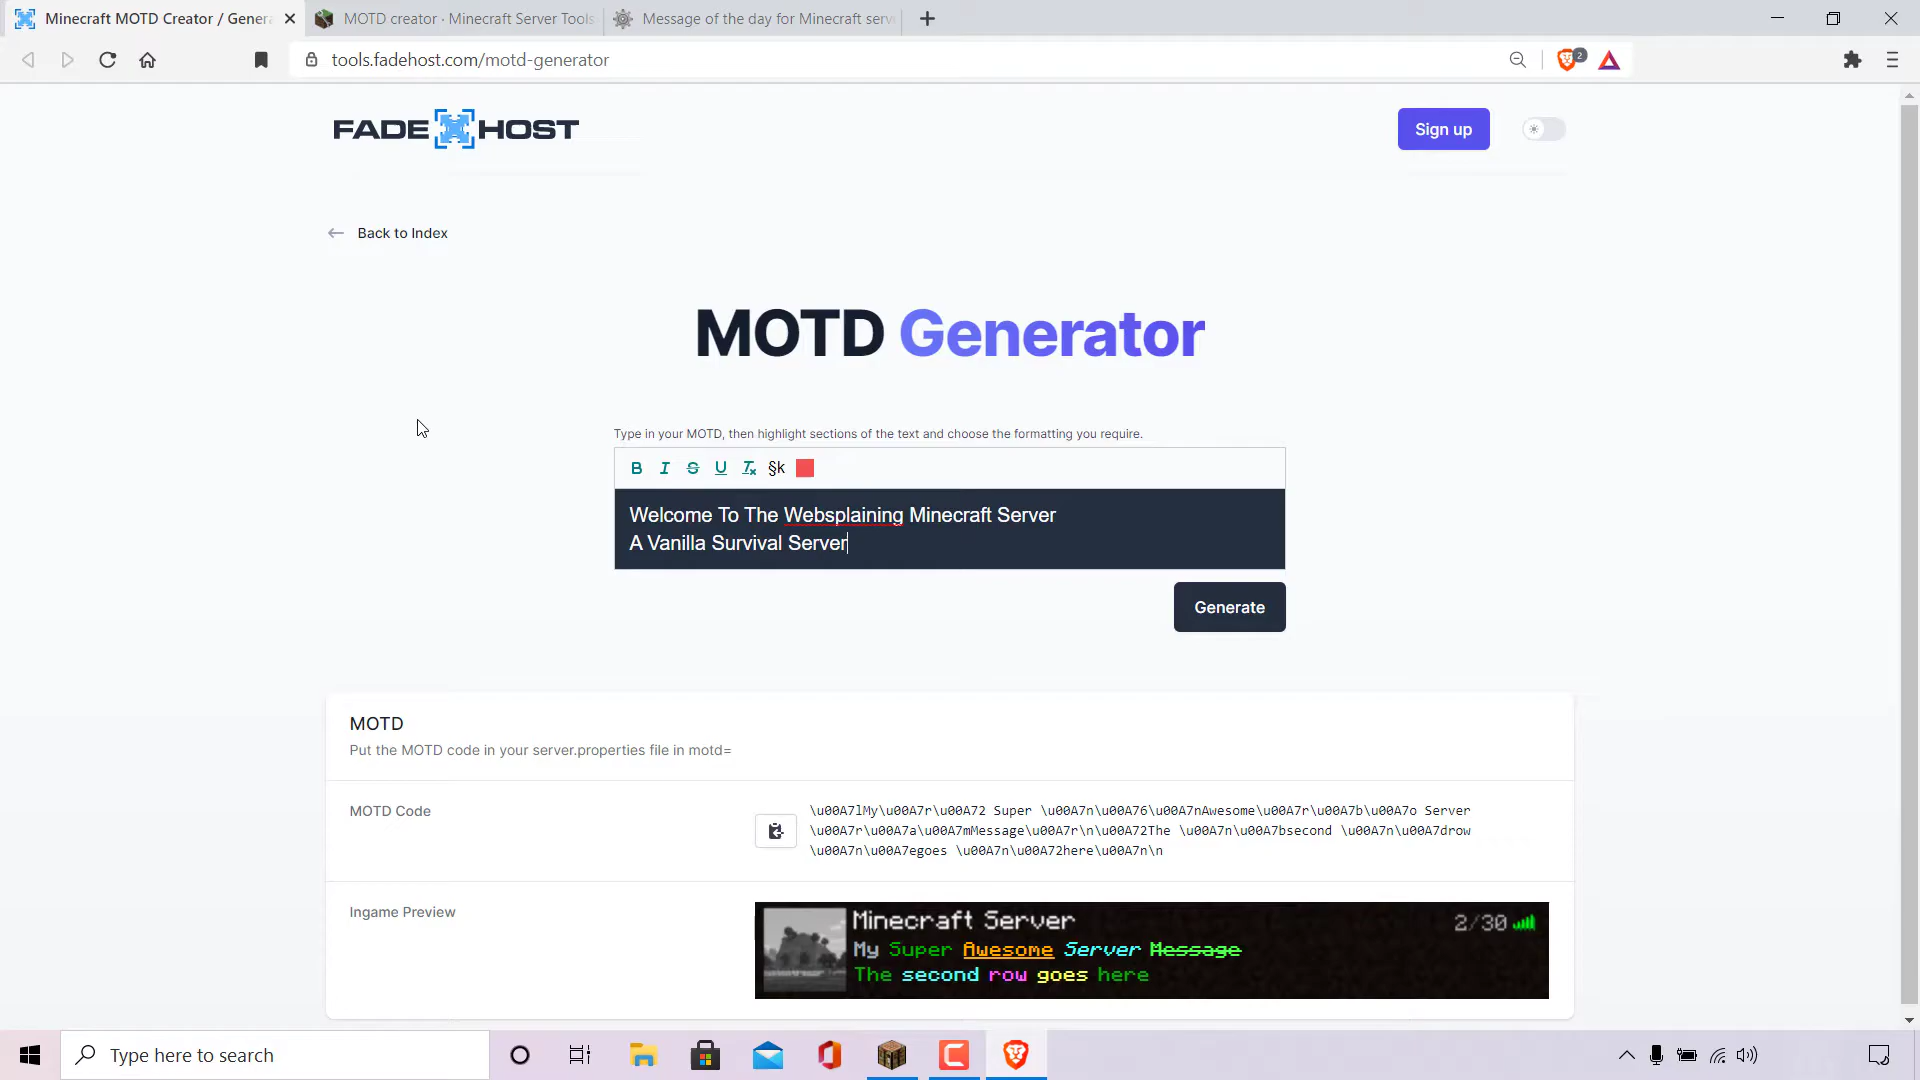 Minecraft MOTD Creator / Genera
MOTD creator · Minecraft Server Tools
Message of the day for Minecraft serv
tools.fadehost.com/motd-generator
2
FADE HOST
Sign up
Back to Index
MOTD Generator
Type in your MOTD, then highlight sections of the text and choose the formatting you require.
B I S U Tx §k
Welcome To The Websplaining Minecraft Server
A Vanilla Survival Server
Generate
MOTD
Put the MOTD code in your server.properties file in motd=
MOTD Code
\u00A7lMy\u00A7r\u00A72 Super \u00A7n\u00A76\u00A7nAwesome\u00A7r\u00A7b\u00A7o Server
\u00A7r\u00A7a\u00A7mMessage\u00A7r\n\u00A72The \u00A7n\u00A7bsecond \u00A7n\u00A7drow
\u00A7n\u00A7egoes \u00A7n\u00A72here\u00A7n\n
Ingame Preview
Minecraft Server
2/30
My Super Awesome Server Message
The second row goes here
Type here to search